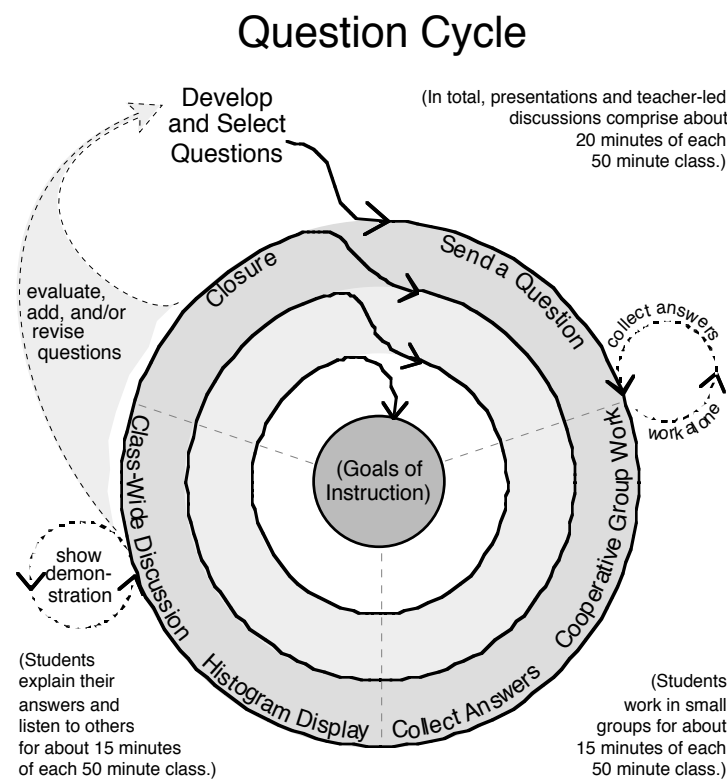 Question Cycle
Develop
and Select
Questions
(In total, presentations and teacher-led
discussions comprise about
20 minutes of each
50 minute class.)
Closure
Send a Question
evaluate,
add, and/or
revise
questions
collect answers
work alone
(Goals of
Instruction)
Class-Wide Discussion
Cooperative Group Work
show
demon-
stration
Histogram Display
Collect Answers
(Students
explain their
answers and
listen to others
for about 15 minutes
of each 50 minute class.)
(Students
work in small
groups for about
15 minutes of each
50 minute class.)